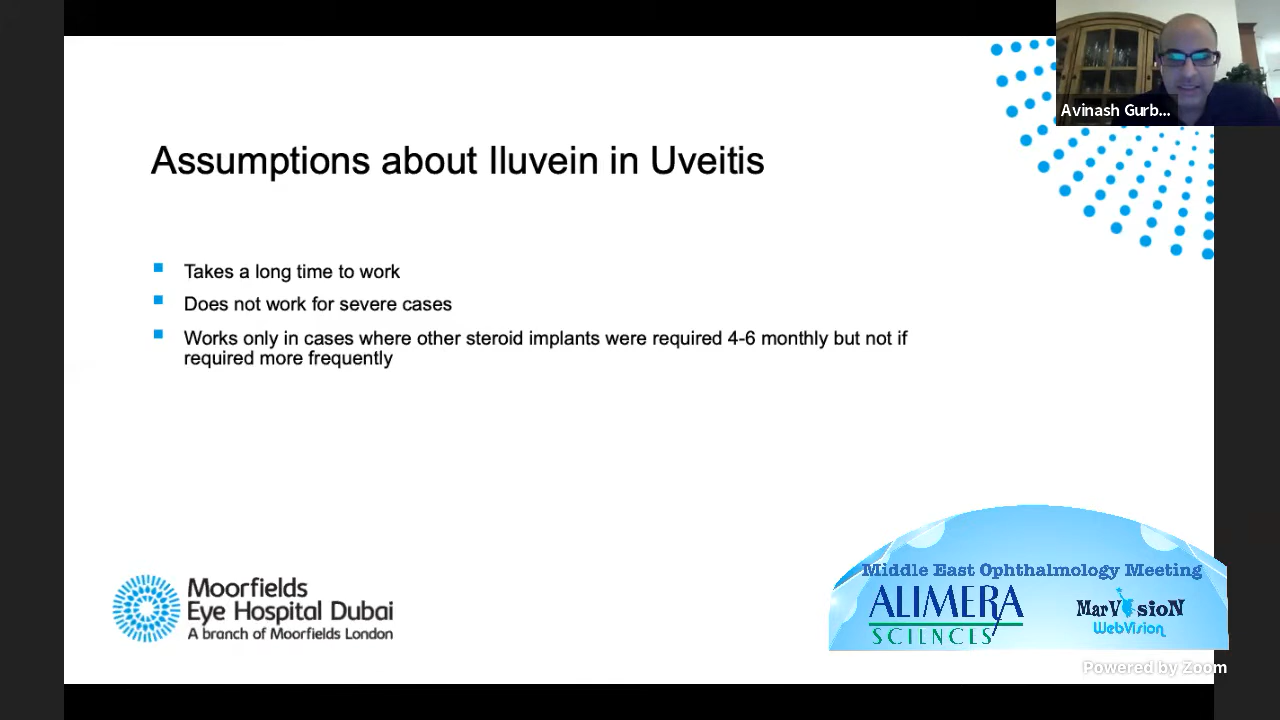 Avinash Gurb...
Assumptions about Iluvein in Uveitis
Takes a long time to work
Does not work for severe cases
Works only in cases where other steroid implants were required 4-6 monthly but not if
required more frequently
Moorfields
Eye Hospital Dubai
A branch of Moorfields London
Middle East Ophthalmology Meeting
ALIMERA
SCIENCES
MarVisioN
WebVision
Powered by Zoom